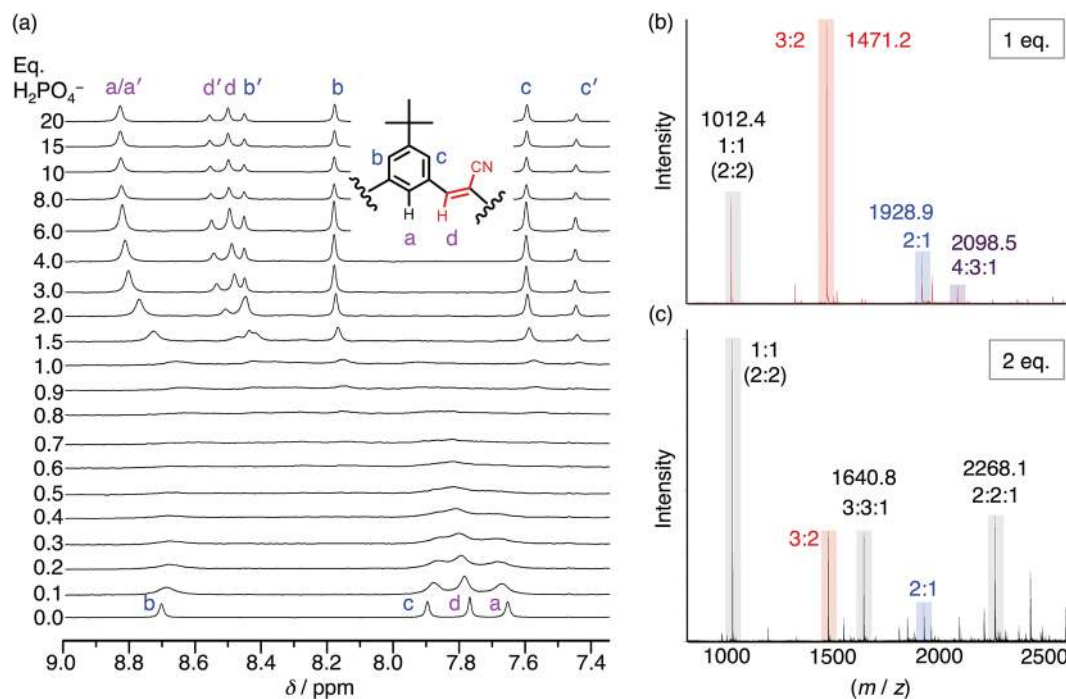 (a)
Eq.
H₂PO₄⁻
a/a′ d′ d b′ b c c′
20
15
10
8.0
6.0
4.0
3.0
2.0
1.5
1.0
0.9
0.8
0.7
0.6
0.5
0.4
0.3
0.2
0.1
0.0
b c CN
H H
a d
b c d a
9.0 8.8 8.6 8.4 8.2 8.0 7.8 7.6 7.4
δ / ppm
(b)
1 eq.
3:2 1471.2
1012.4
1:1
(2:2)
1928.9
2:1
2098.5
4:3:1
Intensity
(c)
2 eq.
1:1
(2:2)
3:2
1640.8
3:3:1
2:1
2268.1
2:2:1
Intensity
1000 1500 2000 2500
(m / z)